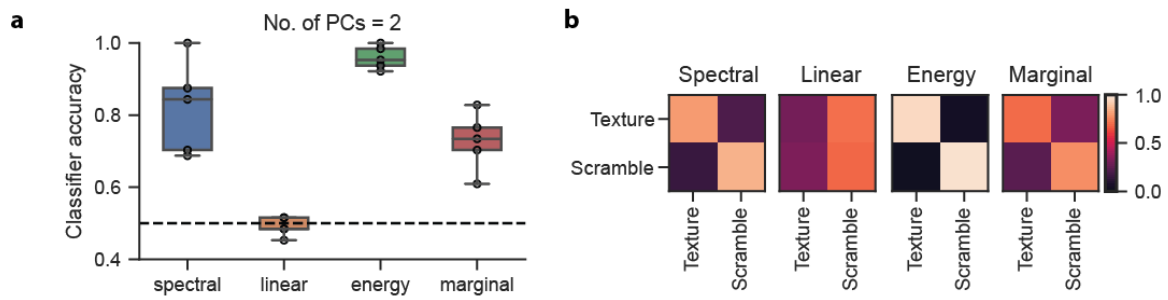 a
No. of PCs = 2
Classifier accuracy
1.0
0.8
0.6
0.4
spectral linear energy marginal
b
Spectral Linear Energy Marginal
Texture
Scramble
Texture Scramble Texture Scramble Texture Scramble Texture Scramble
1.0
0.5
0.0